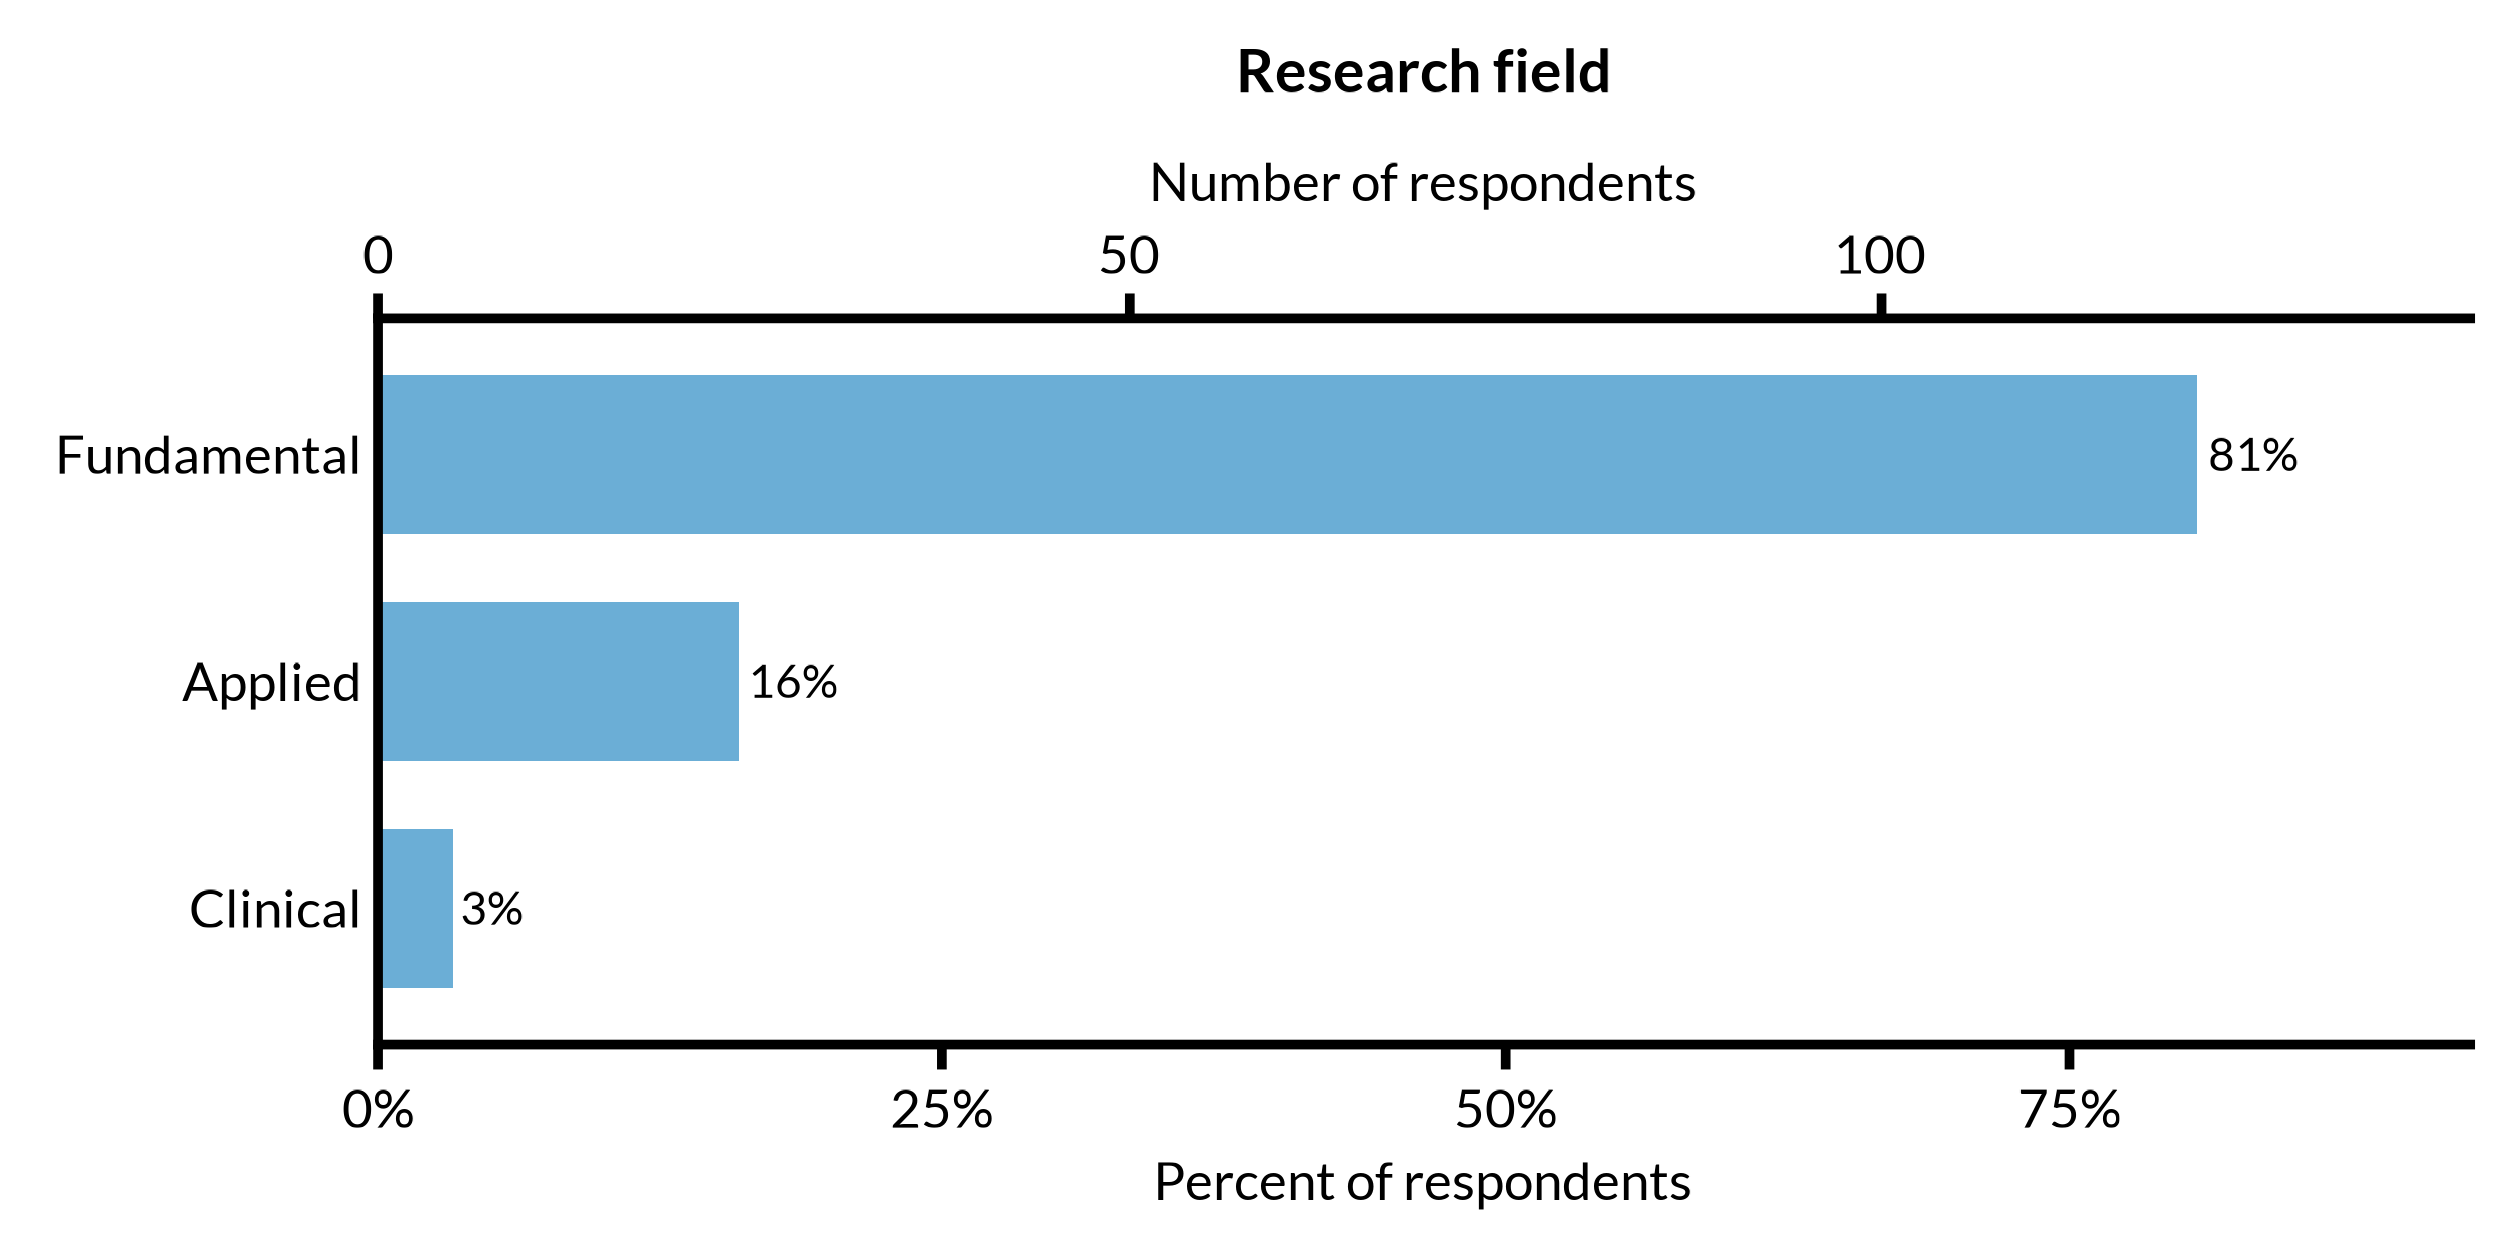 Research field
Number of respondents
0 50 100
Fundamental 81%
Applied 16%
Clinical 3%
0% 25% 50% 75%
Percent of respondents